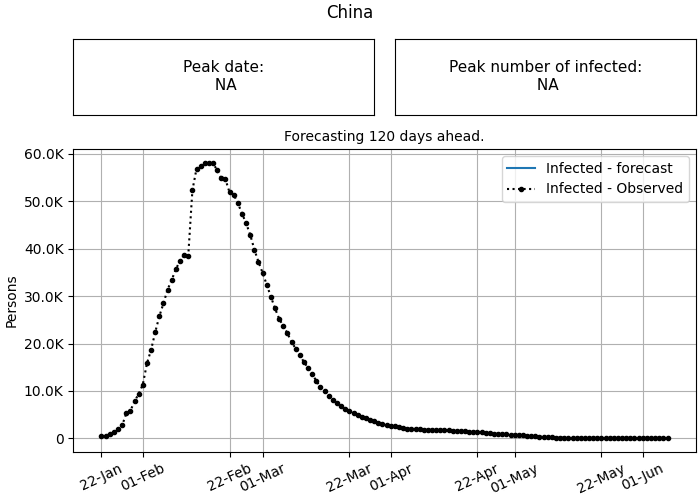 China
Peak date:
NA
Peak number of infected:
NA
Forecasting 120 days ahead.
Infected - forecast
Infected - Observed
Persons
60.0K
50.0K
40.0K
30.0K
20.0K
10.0K
0
22-Jan
01-Feb
22-Feb
01-Mar
22-Mar
01-Apr
22-Apr
01-May
22-May
01-Jun